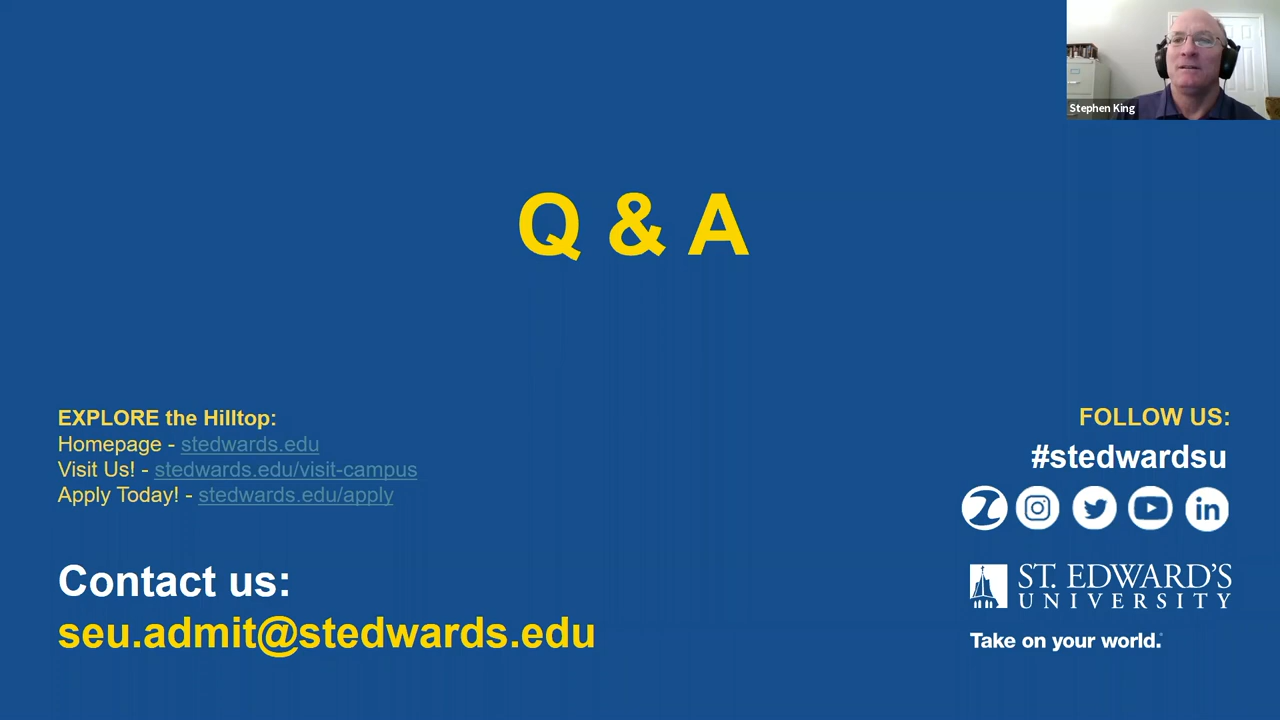 Stephen King
Q & A
EXPLORE the Hilltop:
Homepage - stedwards.edu
Visit Us! - stedwards.edu/visit-campus
Apply Today! - stedwards.edu/apply
Contact us:
seu.admit@stedwards.edu
FOLLOW US:
#stedwardsu
in
ST. EDWARD'S
UNIVERSITY
Take on your world.